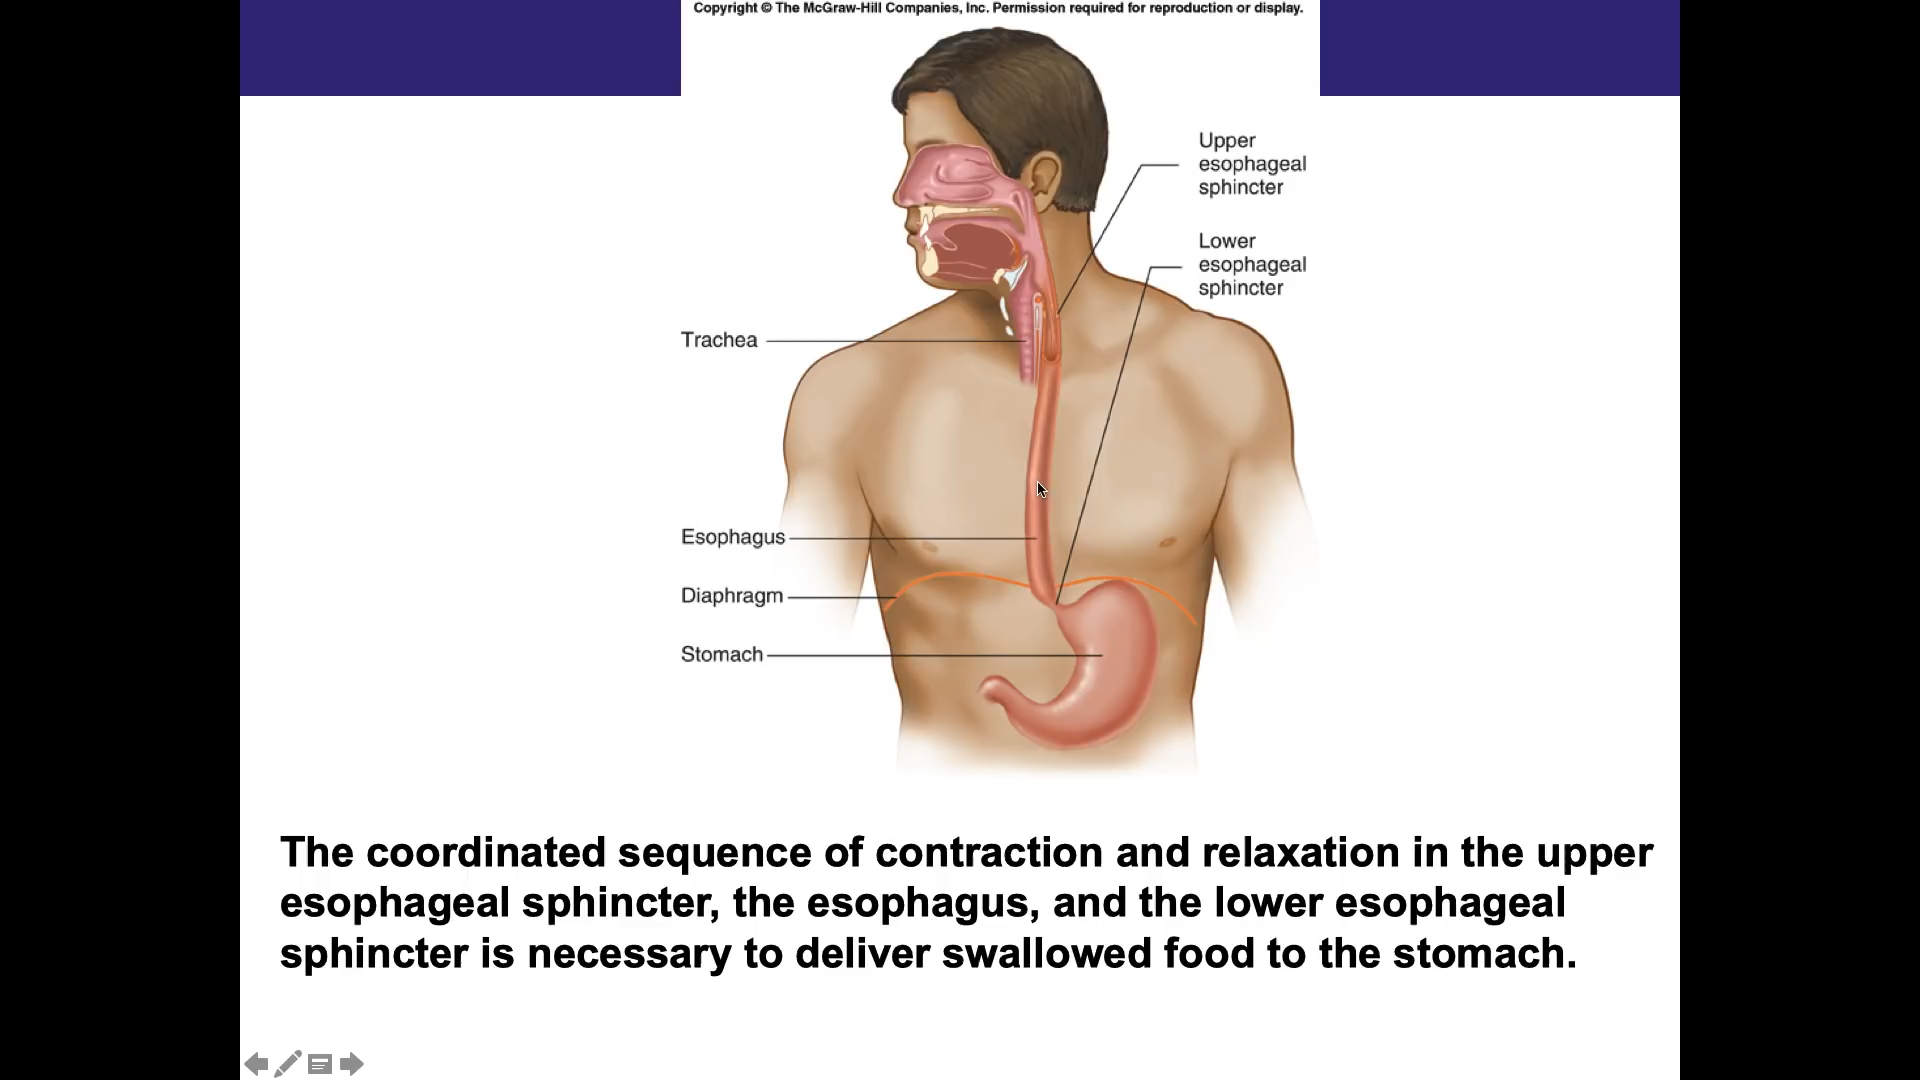 Copyright © The McGraw-Hill Companies, Inc. Permission required for reproduction or display.
Upper
esophageal
sphincter
Lower
esophageal
sphincter
Trachea
Esophagus
Diaphragm
Stomach
The coordinated sequence of contraction and relaxation in the upper
esophageal sphincter, the esophagus, and the lower esophageal
sphincter is necessary to deliver swallowed food to the stomach.